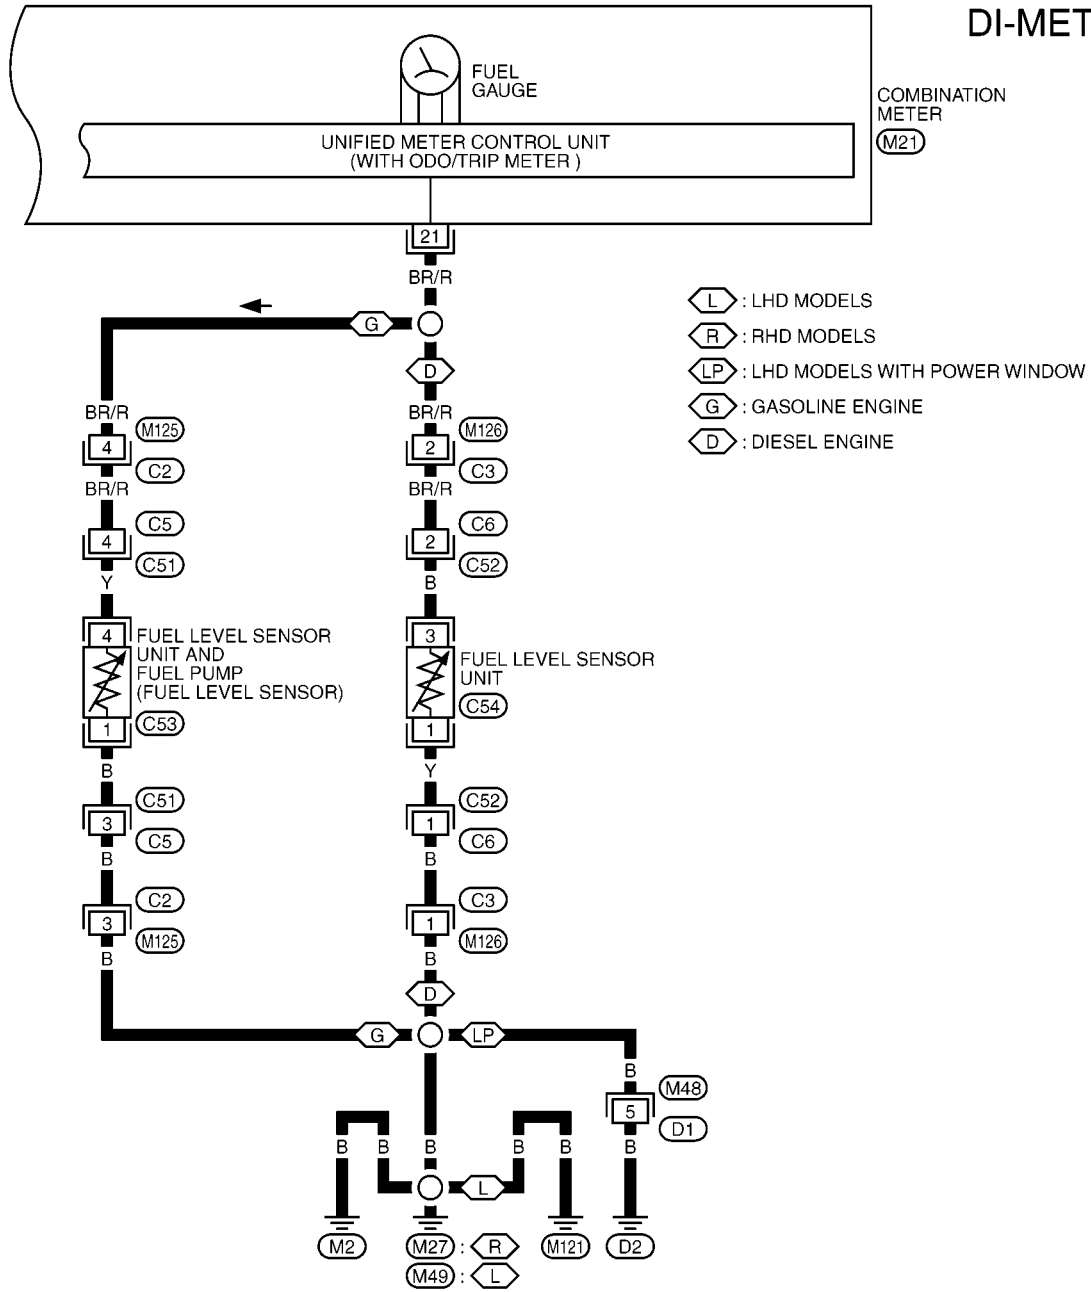 DI-MET
FUEL
GAUGE
COMBINATION
METER
M21
UNIFIED METER CONTROL UNIT
(WITH ODO/TRIP METER )
21
BR/R
L : LHD MODELS
R : RHD MODELS
LP : LHD MODELS WITH POWER WINDOW
G : GASOLINE ENGINE
D : DIESEL ENGINE
G
D
BR/R BR/R
M125 M126
4 2
C2 C3
BR/R BR/R
C5 C6
4 2
C51 C52
Y B
4 3
FUEL LEVEL SENSOR
UNIT AND
FUEL PUMP
(FUEL LEVEL SENSOR)
FUEL LEVEL SENSOR
UNIT
C54
C53
1 1
B Y
C51 C52
3 1
C5 C6
B B
C2 C3
3 1
M125 M126
B B
D
G LP
B
M48
5
D1
B B B B B B
L
M2 M27 : R M121 D2
M49 : L